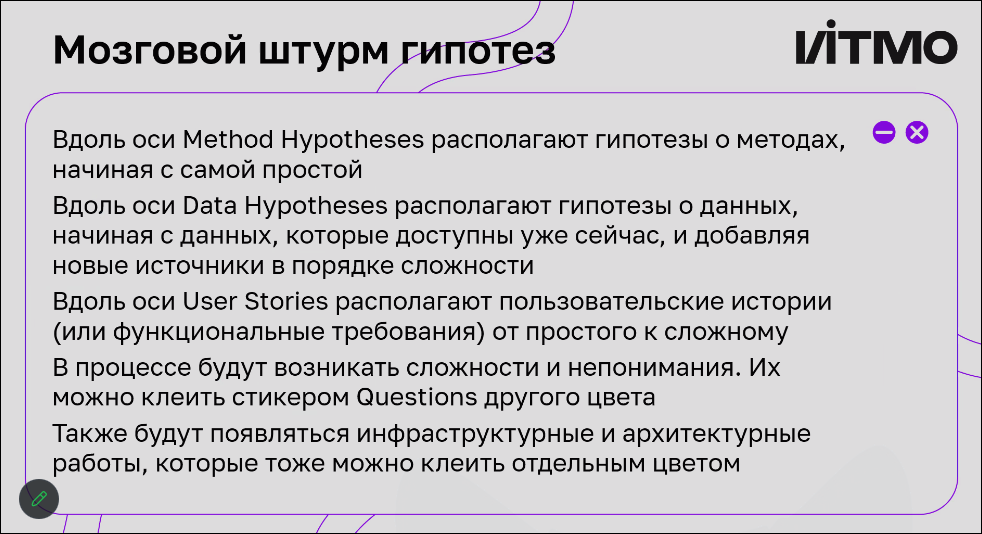 Мозговой штурм гипотез
ITMO
Вдоль оси Method Hypotheses располагают гипотезы о методах,
начиная с самой простой
Вдоль оси Data Hypotheses располагают гипотезы о данных,
начиная с данных, которые доступны уже сейчас, и добавляя
новые источники в порядке сложности
Вдоль оси User Stories располагают пользовательские истории
(или функциональные требования) от простого к сложному
В процессе будут возникать сложности и непонимания. Их
можно клеить стикером Questions другого цвета
Также будут появляться инфраструктурные и архитектурные
работы, которые тоже можно клеить отдельным цветом